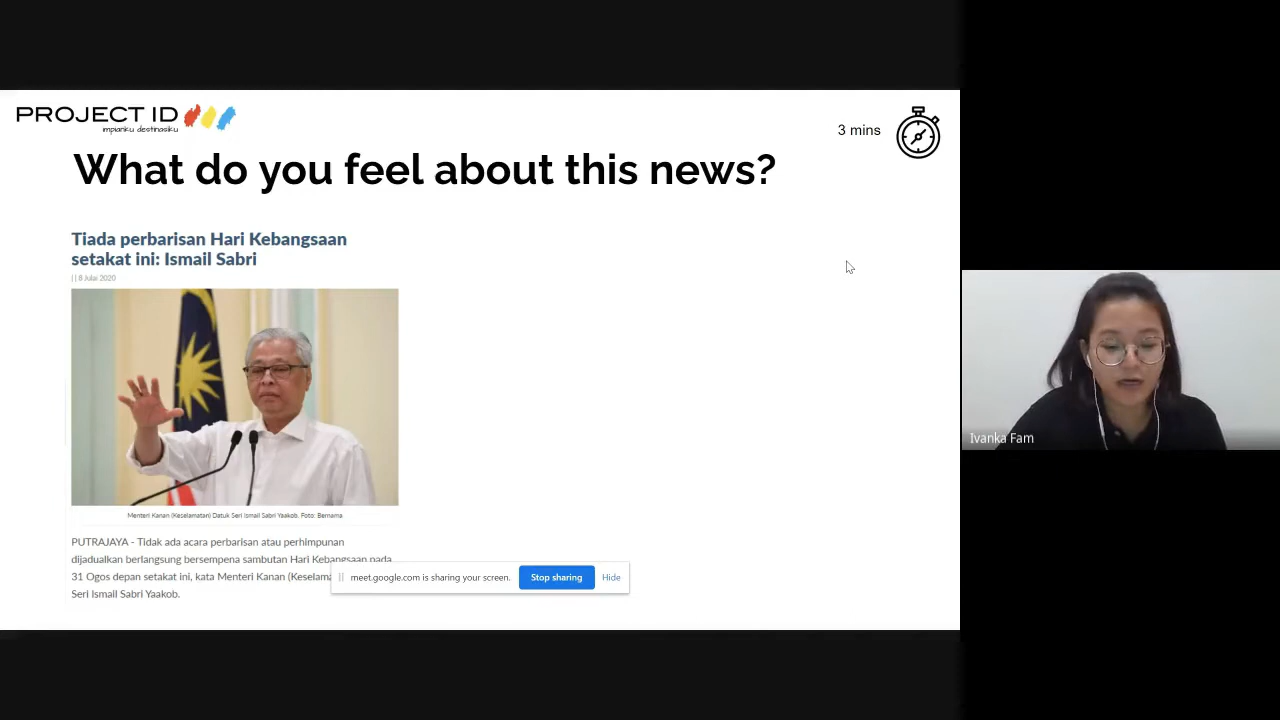 PROJECT ID
impianku destinasiku
3 mins
What do you feel about this news?
Tiada perbarisan Hari Kebangsaan
setakat ini: Ismail Sabri
|| 8 Julai 2020
Menteri Kanan (Keselamatan) Datuk Seri Ismail Sabri Yaakob. Foto: Bernama
PUTRAJAYA - Tidak ada acara perbarisan atau perhimpunan
dijadualkan berlangsung bersempena sambutan Hari Kebangsaan pada
31 Ogos depan setakat ini, kata Menteri Kanan
Seri Ismail Sabri Yaakob.
meet.google.com is sharing your screen.
Stop sharing
Hide
Ivanka Fam